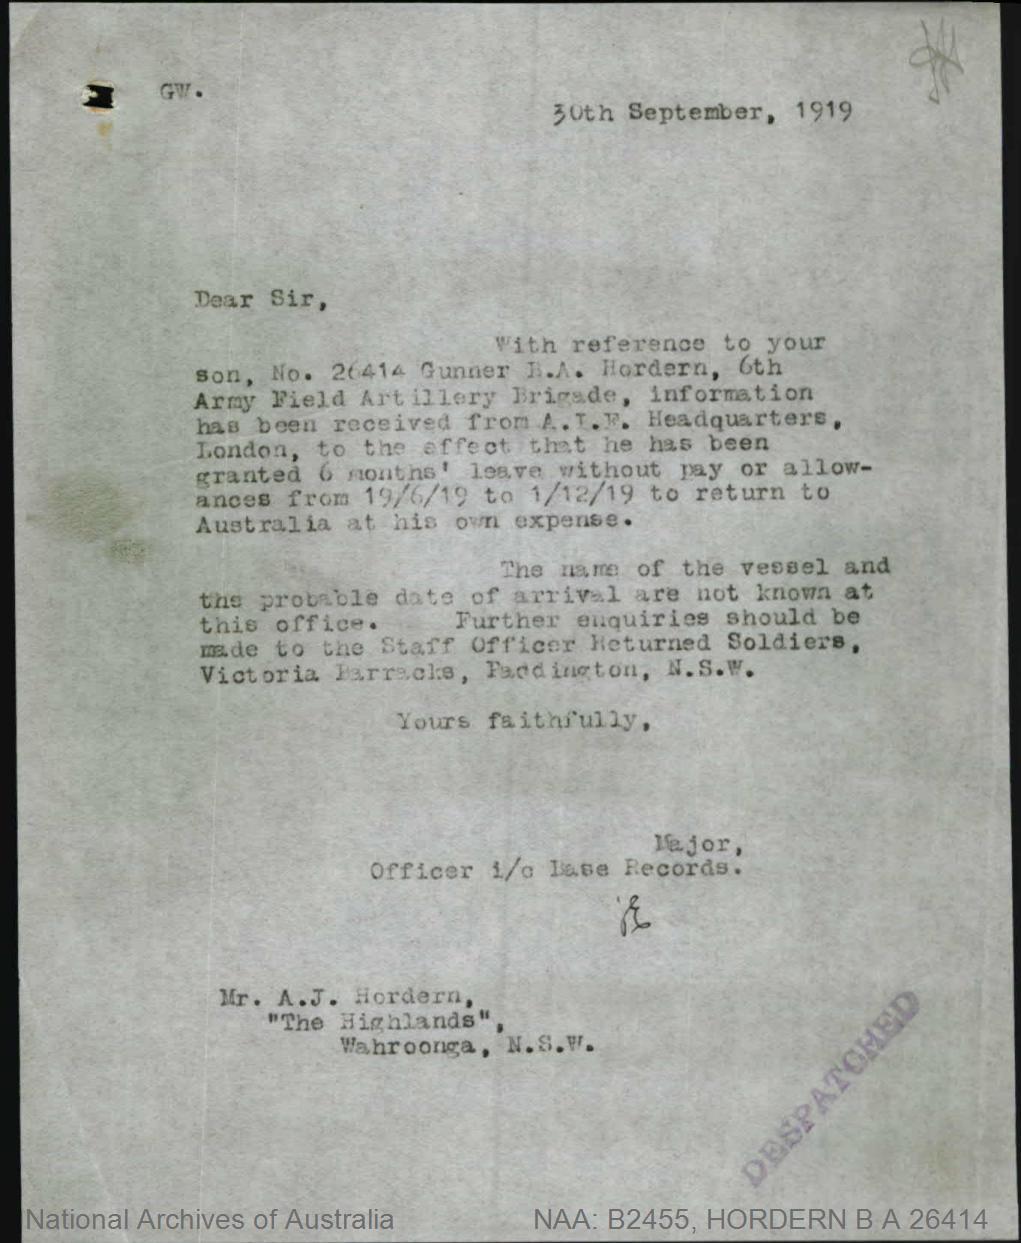 GW.
30th September, 1919
Dear Sir,
With reference to your
son, No. 26414 Gunner B.A. Hordern, 6th
Army Field Artillery Brigade, information
has been received from A.I.F. Headquarters,
London, to the effect that he has been
granted 6 months' leave without pay or allow-
ances from 19/6/19 to 1/12/19 to return to
Australia at his own expense.
The name of the vessel and
the probable date of arrival are not known at
this office. Further enquiries should be
made to the Staff Officer Returned Soldiers,
Victoria Barracks, Paddington, N.S.W.
Yours faithfully,
Major,
Officer i/c Base Records.
Mr. A.J. Hordern,
"The Highlands",
Wahroonga, N.S.W.
DESPATCHED
National Archives of Australia
NAA: B2455, HORDERN B A 26414